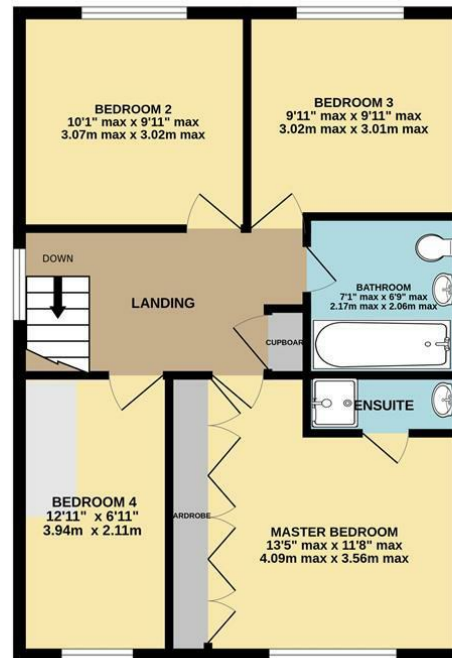 BEDROOM 2
10'1" max x 9'11" max
3.07m max x 3.02m max
BEDROOM 3
9'11" max x 9'11" max
3.02m max x 3.01m max
DOWN
LANDING
BATHROOM
7'1" max x 6'9" max
2.17m max x 2.06m max
CUPBOAR
ENSUITE
BEDROOM 4
12'11" x 6'11"
3.94m x 2.11m
ARDROBE
MASTER BEDROOM
13'5" max x 11'8" max
4.09m max x 3.56m max